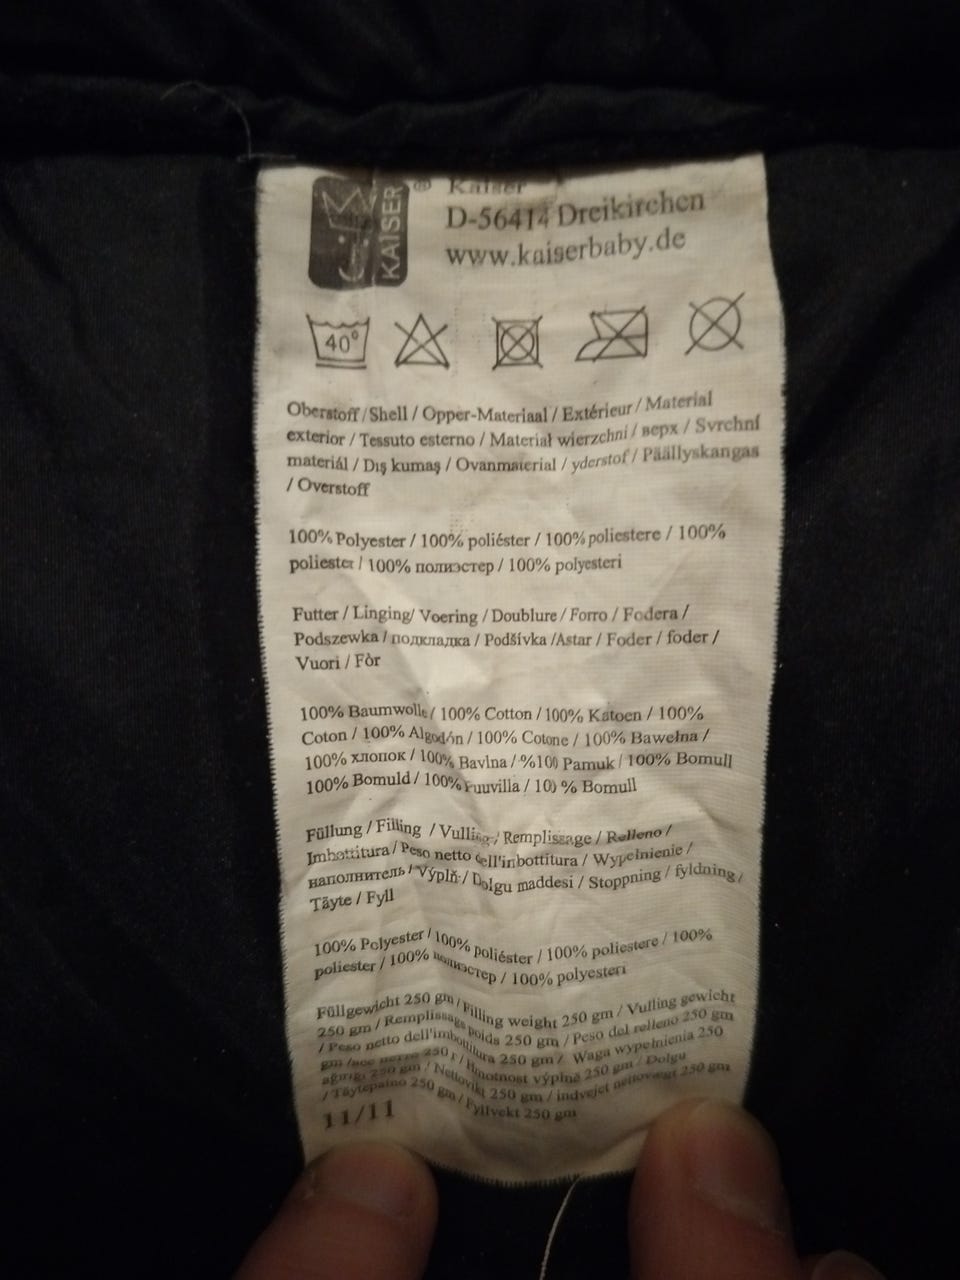 KAISER ® Kaiser
D-56414 Dreikirchen
www.kaiserbaby.de
40°
Oberstoff / Shell / Opper-Materiaal / Extérieur / Material
exterior / Tessuto esterno / Materiał wierzchni / верх / Svrchní
materiál / Dış kumaş / Ovanmaterial / yderstof / Päällyskangas
/ Overstoff
100% Polyester / 100% poliéster / 100% poliestere / 100%
poliester / 100% полиэстер / 100% polyesteri
Futter / Linging/ Voering / Doublure / Forro / Fodera /
Podszewka / подкладка / Podšívka /Astar / Foder / foder /
Vuori / Fòr
100% Baumwolle / 100% Cotton / 100% Katoen / 100%
Coton / 100% Algodón / 100% Cotone / 100% Bawełna /
100% хлопок / 100% Bavlna / %100 Pamuk / 100% Bomull
100% Bomuld / 100% Puuvilla / 100 % Bomull
Füllung / Filling / Vulling / Remplissage / Relleno /
Imbottitura / Peso netto dell'inbottitura / Wypełnienie /
наполнитель / Výplň / Dolgu maddesi / Stoppning / fyldning /
Täyte / Fyll
100% Polyester / 100% poliéster / 100% poliestere / 100%
poliester / 100% полиэстер / 100% polyesteri
Füllgewicht 250 gm / Filling weight 250 gm / Vulling gewicht
250 gm / Remplissage poids 250 gm / Peso del relleno 250 gm
/ Peso netto dell'imbottitura 250 gm / Waga wypełnienia 250
gm / 250 г / Hmotnost výplně 250 gm / Dolgu
ağırığı 250 gm / Nettovikt 250 gm / indvejet nettovægt 250 gm
/ Täytepaino 250 gm / Fyllvekt 250 gm
11/11